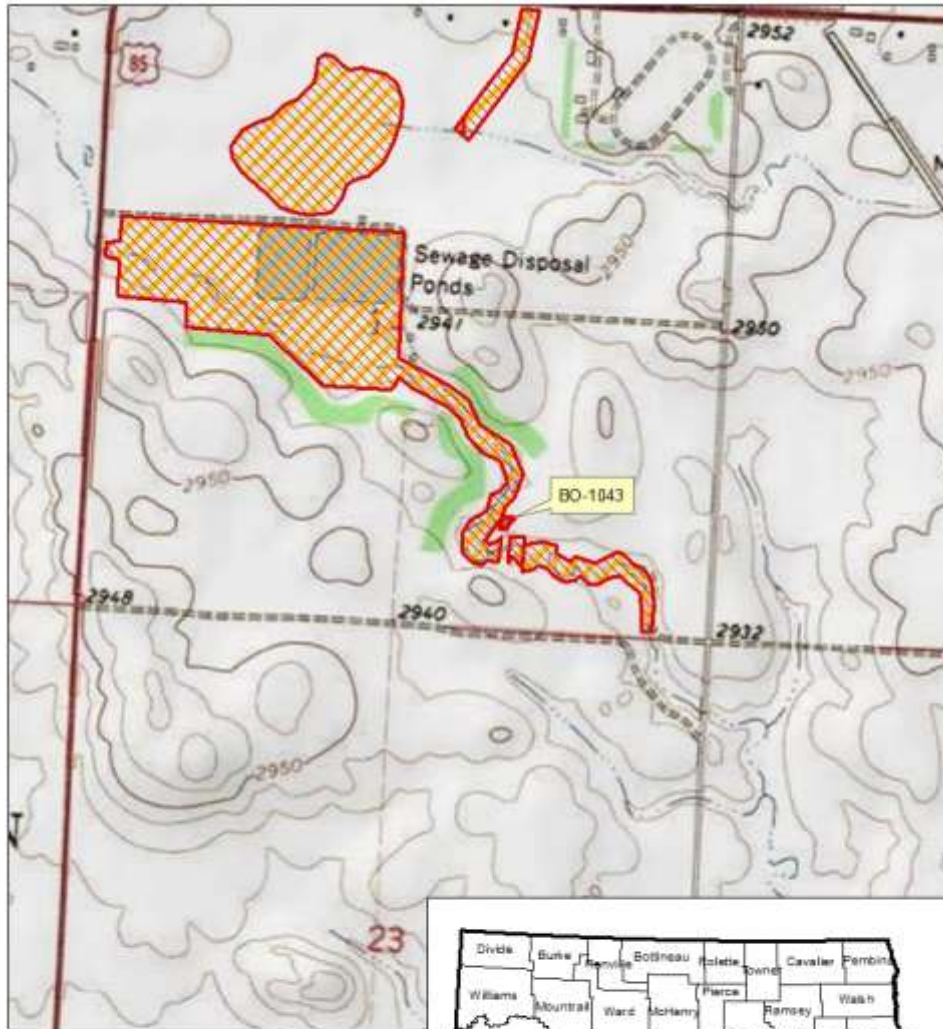 2952
85
2950
Sewage Disposal
Ponds
2941
2950
2950
2950
BO-1043
2948
2940
2932
2950
23
Divide
Burke
Renville
Bottineau
Rolette
Towner
Cavalier
Pembina
Williams
Mountrail
Ward
McHenry
Pierce
Ramsey
Walsh